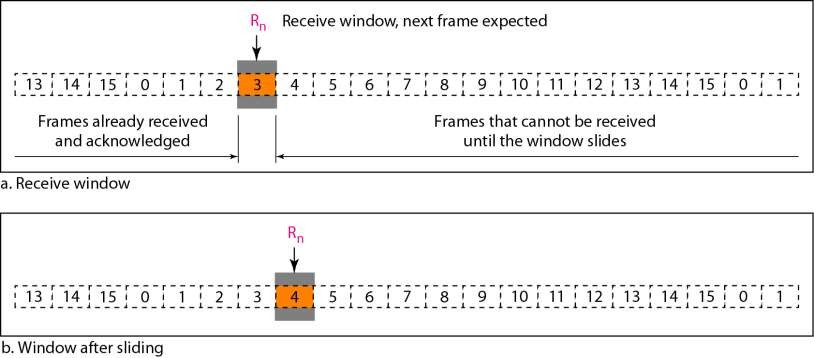 Rn Receive window, next frame expected
13 14 15 0 1 2 3 4 5 6 7 8 9 10 11 12 13 14 15 0 1
Frames already received
and acknowledged
Frames that cannot be received
until the window slides
a. Receive window
Rn
13 14 15 0 1 2 3 4 5 6 7 8 9 10 11 12 13 14 15 0 1
b. Window after sliding